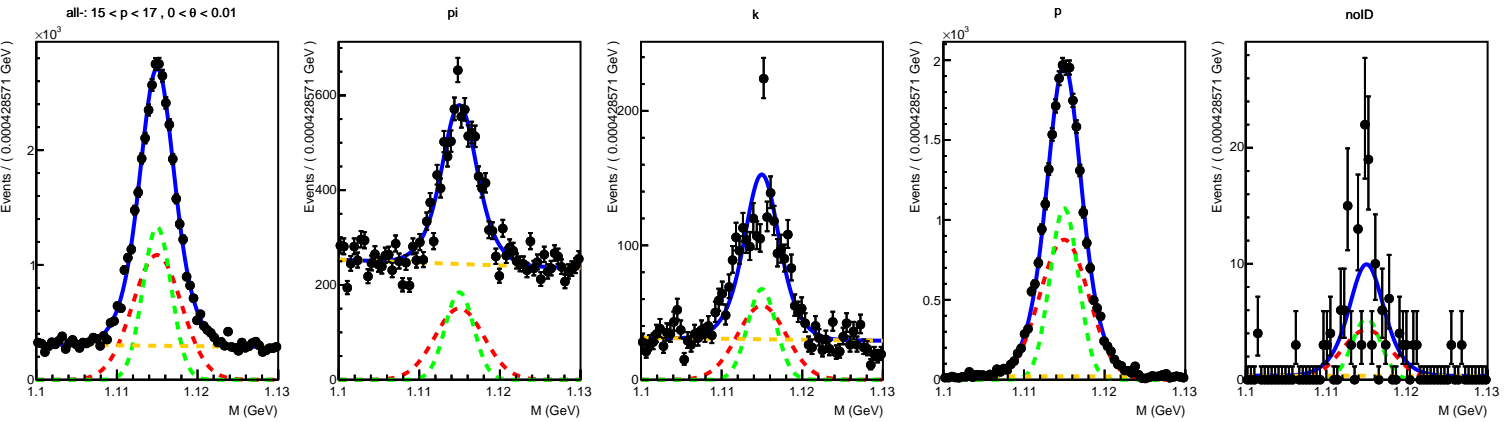 all-: 15 < p < 17 , 0 < θ < 0.01
×10³
Events / ( 0.000428571 GeV )
2
1
0
1.1 1.11 1.12 1.13
M (GeV)
pi
Events / ( 0.000428571 GeV )
600
400
200
0
1.1 1.11 1.12 1.13
M (GeV)
k
Events / ( 0.000428571 GeV )
200
100
0
1.1 1.11 1.12 1.13
M (GeV)
p
×10³
Events / ( 0.000428571 GeV )
2
1.5
1
0.5
0
1.1 1.11 1.12 1.13
M (GeV)
noID
Events / ( 0.000428571 GeV )
20
10
0
1.1 1.11 1.12 1.13
M (GeV)